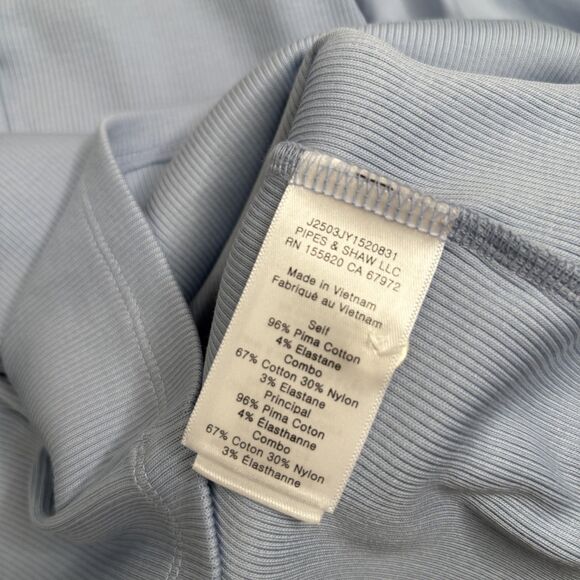 J2503JY1520831
PIPES & SHAW LLC
RN 155820 CA 67972
Made in Vietnam
Fabriqué au Vietnam
Self
96% Pima Cotton
4% Elastane
Combo
67% Cotton 30% Nylon
3% Elastane
Principal
96% Pima Coton
4% Élasthanne
Combo
67% Coton 30% Nylon
3% Élasthanne